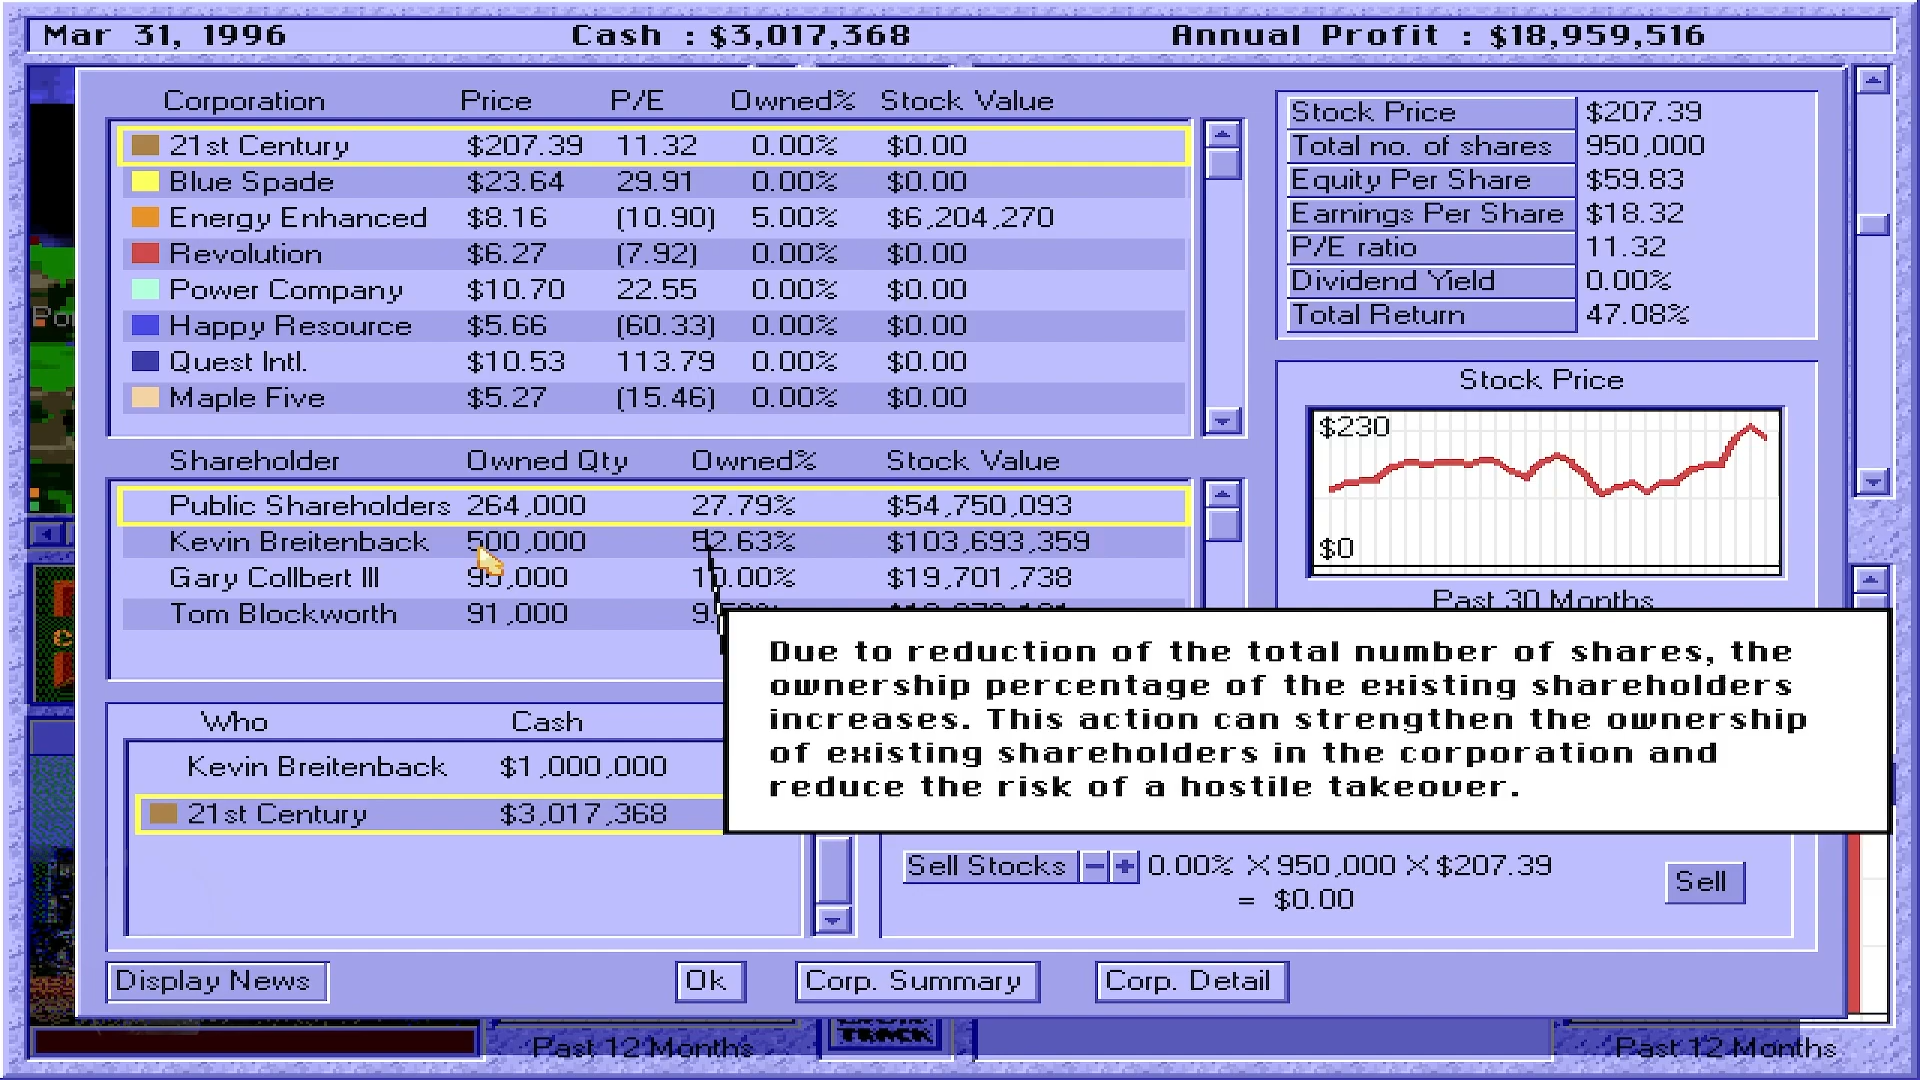 Mar 31, 1996 Cash : $3,017,368 Annual Profit : $18,959,516
Corporation Price P/E Owned% Stock Value
21st Century $207.39 11.32 0.00% $0.00
Blue Spade $23.64 29.91 0.00% $0.00
Energy Enhanced $8.16 (10.90) 5.00% $6,204,270
Revolution $6.27 (7.92) 0.00% $0.00
Power Company $10.70 22.55 0.00% $0.00
Happy Resource $5.66 (60.33) 0.00% $0.00
Quest Intl. $10.53 113.79 0.00% $0.00
Maple Five $5.27 (15.46) 0.00% $0.00
Stock Price $207.39
Total no. of shares 950,000
Equity Per Share $59.83
Earnings Per Share $18.32
P/E ratio 11.32
Dividend Yield 0.00%
Total Return 47.08%
Stock Price
$230
$0
Past 30 Months
Shareholder Owned Qty Owned% Stock Value
Public Shareholders 264,000 27.79% $54,750,093
Kevin Breitenback 500,000 52.63% $103,693,359
Gary Collbert III 95,000 10.00% $19,701,738
Tom Blockworth 91,000
Due to reduction of the total number of shares, the
ownership percentage of the existing shareholders
increases. This action can strengthen the ownership
of existing shareholders in the corporation and
reduce the risk of a hostile takeover.
Who Cash
Kevin Breitenback $1,000,000
21st Century $3,017,368
Sell Stocks − + 0.00% X 950,000 X $207.39
= $0.00
Sell
Display News Ok Corp. Summary Corp. Detail
Past 12 Months
TRACK
Past 12 Months